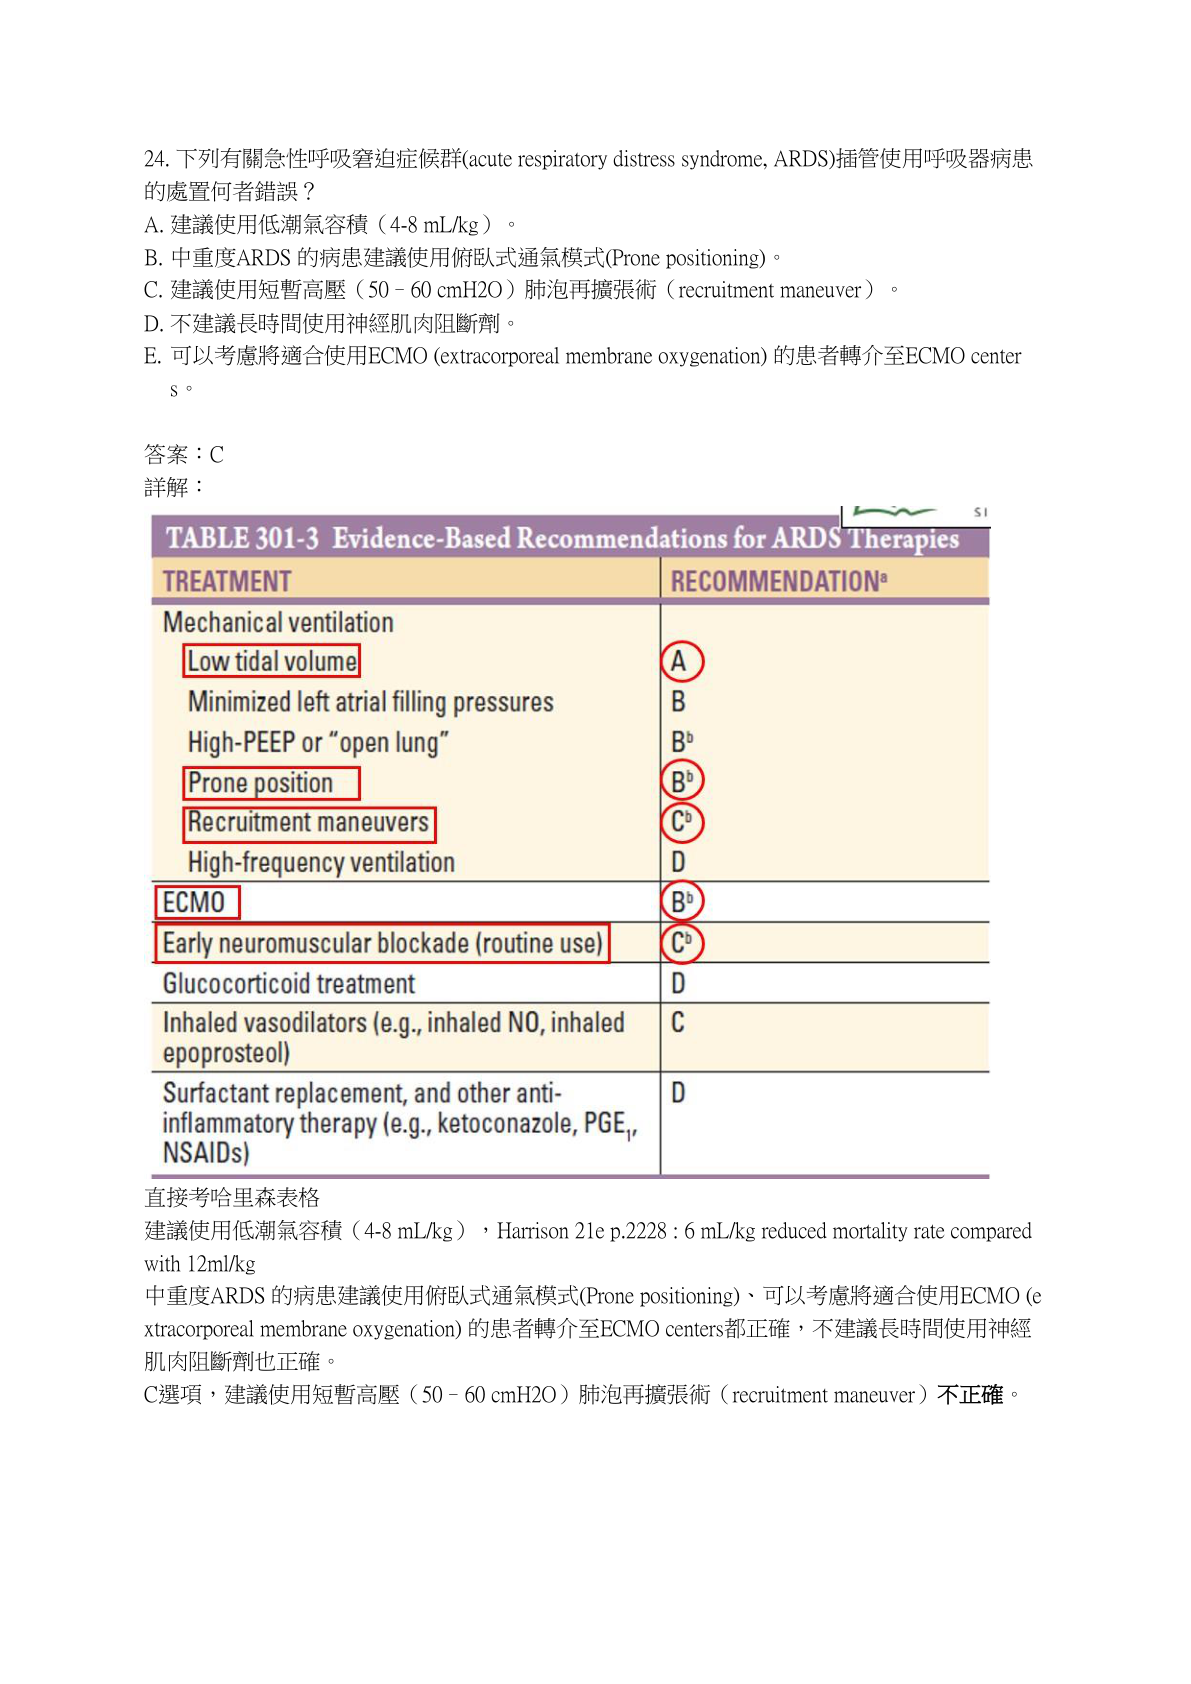 24. 下列有關急性呼吸窘迫症候群(acute respiratory distress syndrome, ARDS)插管使用呼吸器病患
的處置何者錯誤？
A. 建議使用低潮氣容積（4-8 mL/kg）。
B. 中重度ARDS 的病患建議使用俯臥式通氣模式(Prone positioning)。
C. 建議使用短暫高壓（50–60 cmH2O）肺泡再擴張術（recruitment maneuver）。
D. 不建議長時間使用神經肌肉阻斷劑。
E. 可以考慮將適合使用ECMO (extracorporeal membrane oxygenation) 的患者轉介至ECMO center
s。
答案：C
詳解：
SI
TABLE 301-3 Evidence-Based Recommendations for ARDS Therapies
TREATMENT RECOMMENDATIONᵃ
Mechanical ventilation
Low tidal volume A
Minimized left atrial filling pressures B
High-PEEP or “open lung” Bᵇ
Prone position Bᵇ
Recruitment maneuvers Cᵇ
High-frequency ventilation D
ECMO Bᵇ
Early neuromuscular blockade (routine use) Cᵇ
Glucocorticoid treatment D
Inhaled vasodilators (e.g., inhaled NO, inhaled C
epoprosteol)
Surfactant replacement, and other anti- D
inflammatory therapy (e.g., ketoconazole, PGE₁,
NSAIDs)
直接考哈里森表格
建議使用低潮氣容積（4-8 mL/kg），Harrison 21e p.2228 : 6 mL/kg reduced mortality rate compared
with 12ml/kg
中重度ARDS 的病患建議使用俯臥式通氣模式(Prone positioning)、可以考慮將適合使用ECMO (e
xtracorporeal membrane oxygenation) 的患者轉介至ECMO centers都正確，不建議長時間使用神經
肌肉阻斷劑也正確。
C選項，建議使用短暫高壓（50–60 cmH2O）肺泡再擴張術（recruitment maneuver）不正確。